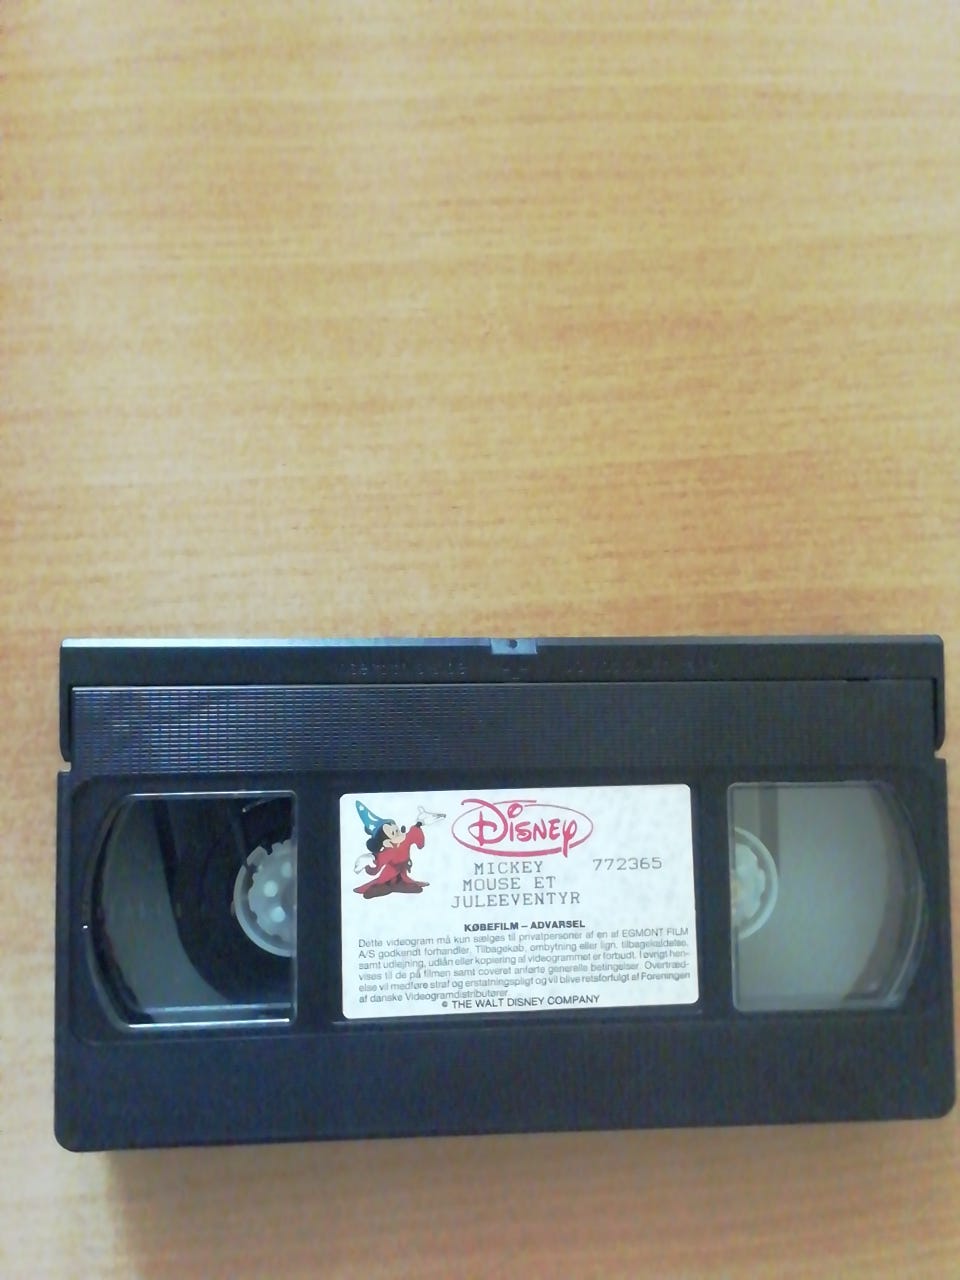 Disney
MICKEY 772365
MOUSE ET
JULEEVENTYR
KØBEFILM – ADVARSEL
Dette videogram må kun sælges til privatpersoner af en af EGMONT FILM
A/S godkendt forhandler. Tilbagekøb, ombytning eller lign. tilbagekøbelse,
samt udlejning, udlån eller kopiering af videogrammet er forbudt. I øvrigt hen-
vises til de på filmen samt coveret anførte generelle betingelser. Overtræd-
else vil medføre straf og erstatningspligt og vil blive retsforfulgt af Foreningen
af danske Videogramdistributører.
© THE WALT DISNEY COMPANY